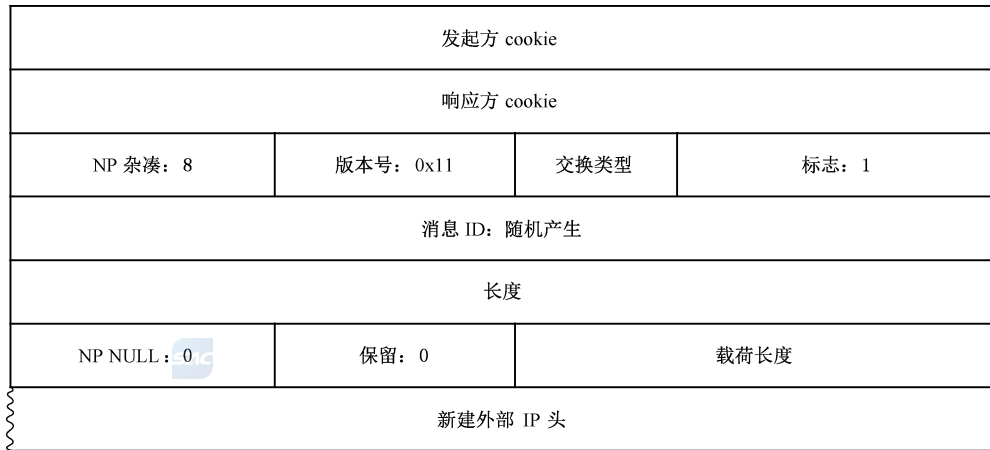 发起方 cookie
响应方 cookie
NP 杂凑：8 版本号：0x11 交换类型 标志：1
消息 ID：随机产生
长度
NP NULL：0 保留：0 载荷长度
新建外部 IP 头